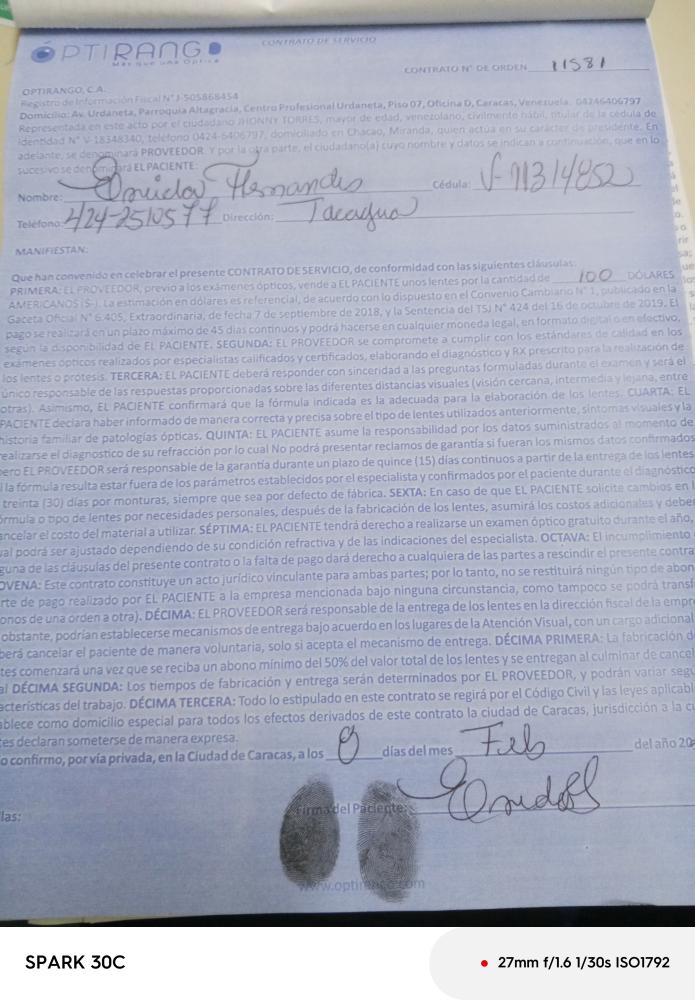 OPTIRANGO
Más que una Óptica
CONTRATO DE SERVICIO
CONTRATO N° DE ORDEN 11581
OPTIRANGO, C.A.
Registro de Información Fiscal N°J-505868454
Domicilio: Av. Urdaneta, Parroquia Altagracia, Centro Profesional Urdaneta, Piso 07, Oficina D, Caracas, Venezuela. 04246406797
Representada en este acto por el ciudadano JHONNY TORRES, mayor de edad, venezolano, civilmente hábil, titular de la cédula de
Identidad N° V-18348340, teléfono 0424-6406797, domiciliado en Chacao, Miranda, quien actúa en su carácter de presidente. En
adelante, se denominará PROVEEDOR. Y por la otra parte, el ciudadano(a) cuyo nombre y datos se indican a continuación, que en lo
sucesivo se denominará EL PACIENTE:
Nombre: Hernandes Cédula: V-11314852
Teléfono: 424-2510577 Dirección: Tacagua
MANIFIESTAN:
Que han convenido en celebrar el presente CONTRATO DE SERVICIO, de conformidad con las siguientes cláusulas:
PRIMERA: EL PROVEEDOR, previo a los exámenes ópticos, vende a EL PACIENTE unos lentes por la cantidad de 100 DÓLARES
AMERICANOS ($-). La estimación en dólares es referencial, de acuerdo con lo dispuesto en el Convenio Cambiario N° 1, publicado en la
Gaceta Oficial N° 6.405, Extraordinaria, de fecha 7 de septiembre de 2018, y la Sentencia del TSJ N° 424 del 16 de octubre de 2019. El
pago se realizará en un plazo máximo de 45 días continuos y podrá hacerse en cualquier moneda legal, en formato digital o en efectivo,
según la disponibilidad de EL PACIENTE. SEGUNDA: EL PROVEEDOR se compromete a cumplir con los estándares de calidad en los
exámenes ópticos realizados por especialistas calificados y certificados, elaborando el diagnóstico y RX prescrito para la realización de
los lentes o prótesis. TERCERA: EL PACIENTE deberá responder con sinceridad a las preguntas formuladas durante el examen y será el
único responsable de las respuestas proporcionadas sobre las diferentes distancias visuales (visión cercana, intermedia y lejana, entre
otras). Asimismo, EL PACIENTE confirmará que la fórmula indicada es la adecuada para la elaboración de los lentes. CUARTA: EL
PACIENTE declara haber informado de manera correcta y precisa sobre el tipo de lentes utilizados anteriormente, síntomas visuales y la
historia familiar de patologías ópticas. QUINTA: EL PACIENTE asume la responsabilidad por los datos suministrados al momento de
realizarse el diagnostico de su refracción por lo cual No podrá presentar reclamos de garantía si fueran los mismos datos confirmados
pero EL PROVEEDOR será responsable de la garantía durante un plazo de quince (15) días continuos a partir de la entrega de los lentes
i la fórmula resulta estar fuera de los parámetros establecidos por el especialista y confirmados por el paciente durante el diagnóstico
treinta (30) días por monturas, siempre que sea por defecto de fábrica. SEXTA: En caso de que EL PACIENTE solicite cambios en l
órmula o tipo de lentes por necesidades personales, después de la fabricación de los lentes, asumirá los costos adicionales y deber
ancelar el costo del material a utilizar. SÉPTIMA: EL PACIENTE tendrá derecho a realizarse un examen óptico gratuito durante el año,
ual podrá ser ajustado dependiendo de su condición refractiva y de las indicaciones del especialista. OCTAVA: El incumplimiento
guna de las cláusulas del presente contrato o la falta de pago dará derecho a cualquiera de las partes a rescindir el presente contra
OVENA: Este contrato constituye un acto jurídico vinculante para ambas partes; por lo tanto, no se restituirá ningún tipo de abon
rte de pago realizado por EL PACIENTE a la empresa mencionada bajo ninguna circunstancia, como tampoco se podrá transf
onos de una orden a otra). DÉCIMA: EL PROVEEDOR será responsable de la entrega de los lentes en la dirección fiscal de la empr
obstante, podrían establecerse mecanismos de entrega bajo acuerdo en los lugares de la Atención Visual, con un cargo adicional
berá cancelar el paciente de manera voluntaria, solo si acepta el mecanismo de entrega. DÉCIMA PRIMERA: La fabricación d
tes comenzará una vez que se reciba un abono mínimo del 50% del valor total de los lentes y se entregan al culminar de cancel
al DÉCIMA SEGUNDA: Los tiempos de fabricación y entrega serán determinados por EL PROVEEDOR, y podrán variar segú
acterísticas del trabajo. DÉCIMA TERCERA: Todo lo estipulado en este contrato se regirá por el Código Civil y las leyes aplicabl
ablece como domicilio especial para todos los efectos derivados de este contrato la ciudad de Caracas, jurisdicción a la cu
tes declaran someterse de manera expresa.
o confirmo, por vía privada, en la Ciudad de Caracas, a los 8 días del mes Feb del año 20
Firma del Paciente:
las:
www.optirango.com
SPARK 30C
27mm f/1.6 1/30s ISO1792